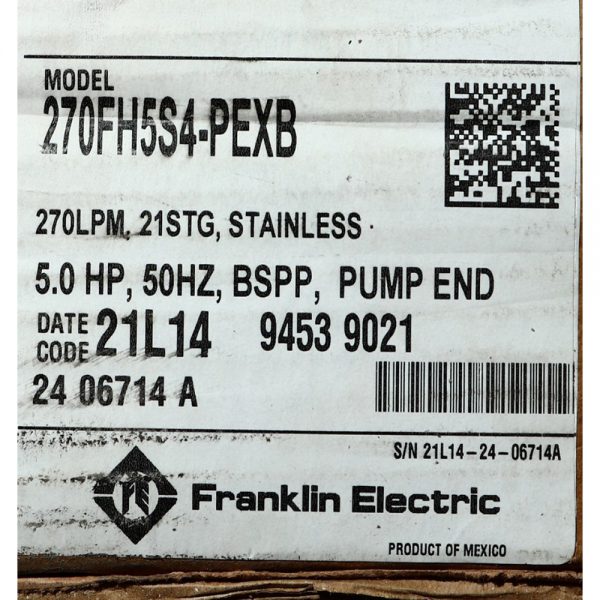 MODEL
270FH5S4-PEXB
270LPM, 21STG, STAINLESS
5.0 HP, 50HZ, BSPP, PUMP END
DATE CODE 21L14 9453 9021
24 06714 A
S/N 21L14-24-06714A
FE Franklin Electric
PRODUCT OF MEXICO